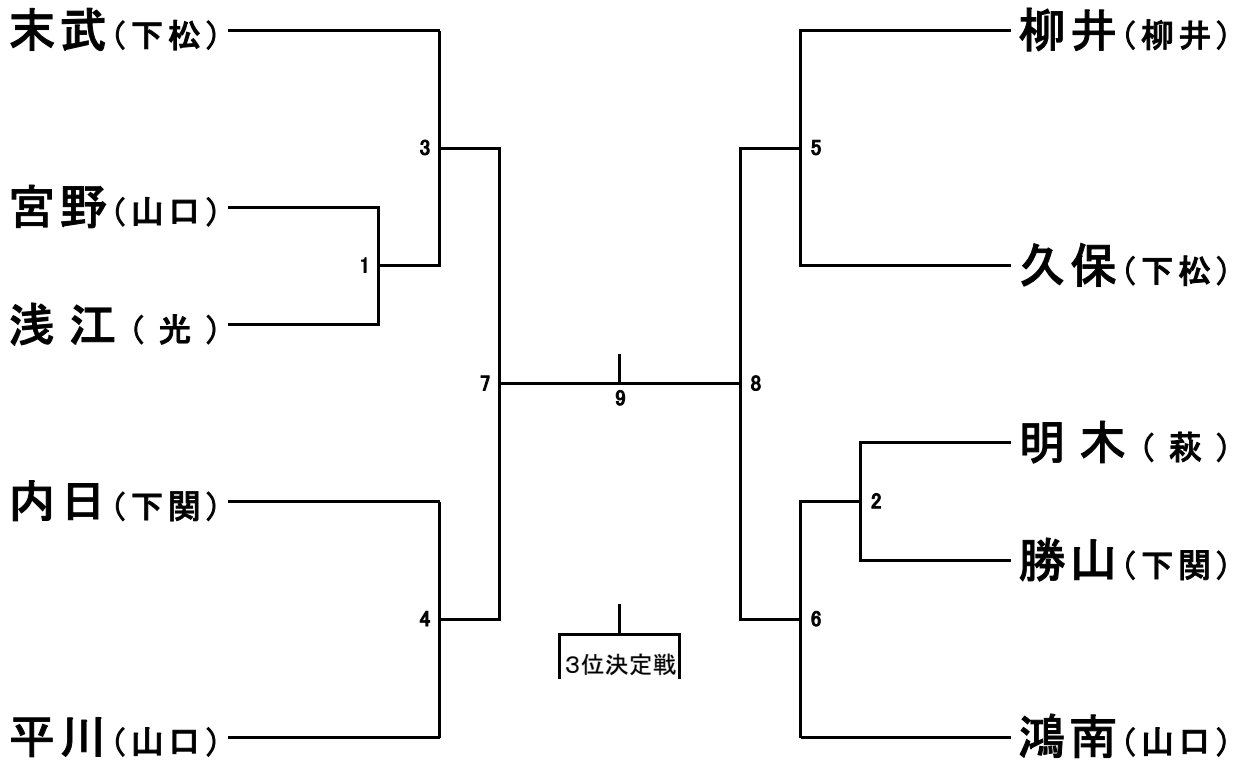 末武(下松)
3
宮野(山口)
1
浅江(光)
7
内日(下関)
4
平川(山口)
9
3位決定戦
柳井(柳井)
5
久保(下松)
8
明木(萩)
2
勝山(下関)
6
鴻南(山口)